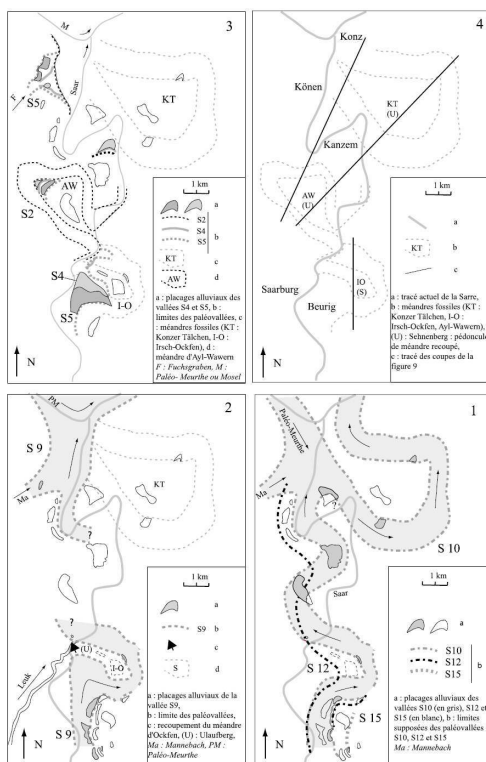 3
M
Saar
F
S5
KT
AW
S2
S4
I-O
S5
N
1 km
a
S2
S4
S5
b
KT
c
AW
d
a : placages alluviaux des
vallées S4 et S5, b :
limites des paléovallées, c
: méandres fossiles (KT :
Konzer Tälchen, I-O :
Irsch-Ockfen), d :
méandre d'Ayl-Wawern
F : Fuchsgraben, M :
Paléo- Meurthe ou Mosel
4
Konz
Könen
KT
(U)
Kanzem
AW
(U)
Saarburg
IO
(S)
Beurig
N
1 km
a
KT
b
c
a : tracé actuel de la Sarre,
b : méandres fossiles (KT :
Konzer Tälchen, I-O :
Irsch-Ockfen, Ayl-Wawern),
(U) : Sehnenberg : pédoncule
de méandre recoupé,
c : tracé des coupes de la
figure 9
2
PM
S 9
Ma
KT
?
?
(U)
I-O
Leuk
S 9
N
1 km
a
S9
b
c
S
d
a : placages alluviaux de la
vallée S9,
b : limite des paléovallées,
c : recoupement du méandre
d'Ockfen, (U) : Ulaufberg,
Ma : Mannebach, PM :
Paléo-Meurthe
1
Paléo-Meurthe
Ma
?
S 10
Saar
S 12
S 15
N
1 km
a
S10
S12
S15
b
a : placages alluviaux des
vallées S10 (en gris), S12 et
S15 (en blanc), b : limites
supposées des paléovallées
S10, S12 et S15
Ma : Mannebach